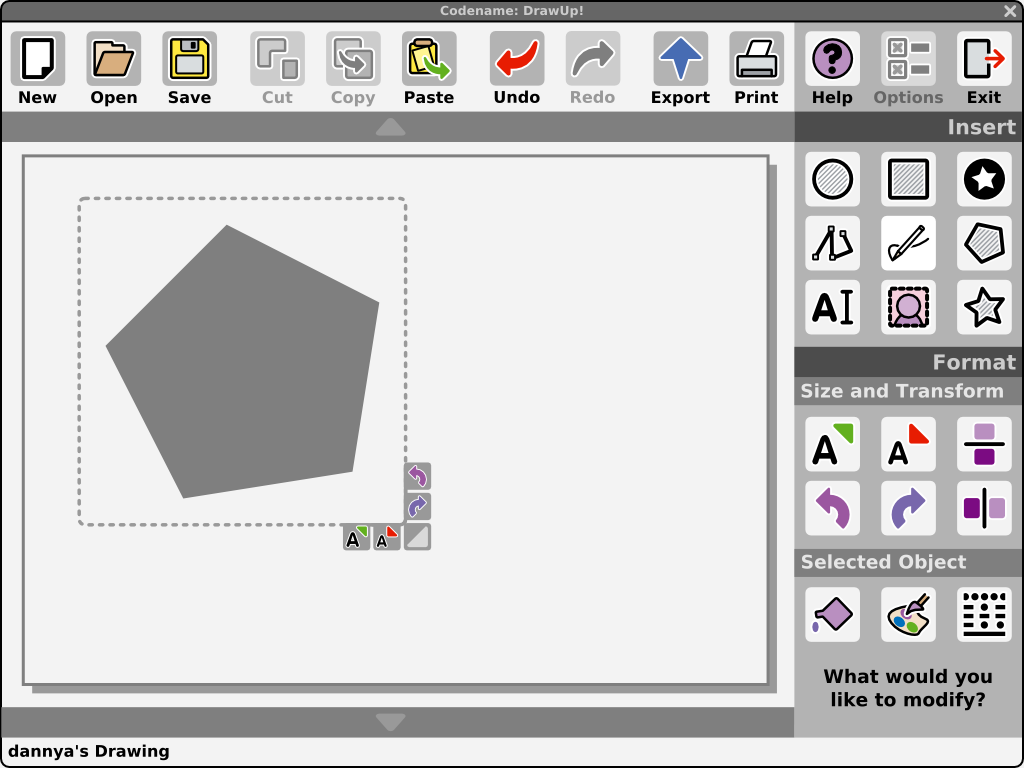 Codename: DrawUp!
New Open Save Cut Copy Paste Undo Redo Export Print Help Options Exit
Insert
A
Format
Size and Transform
A A
A A
Selected Object
What would you
like to modify?
dannya's Drawing